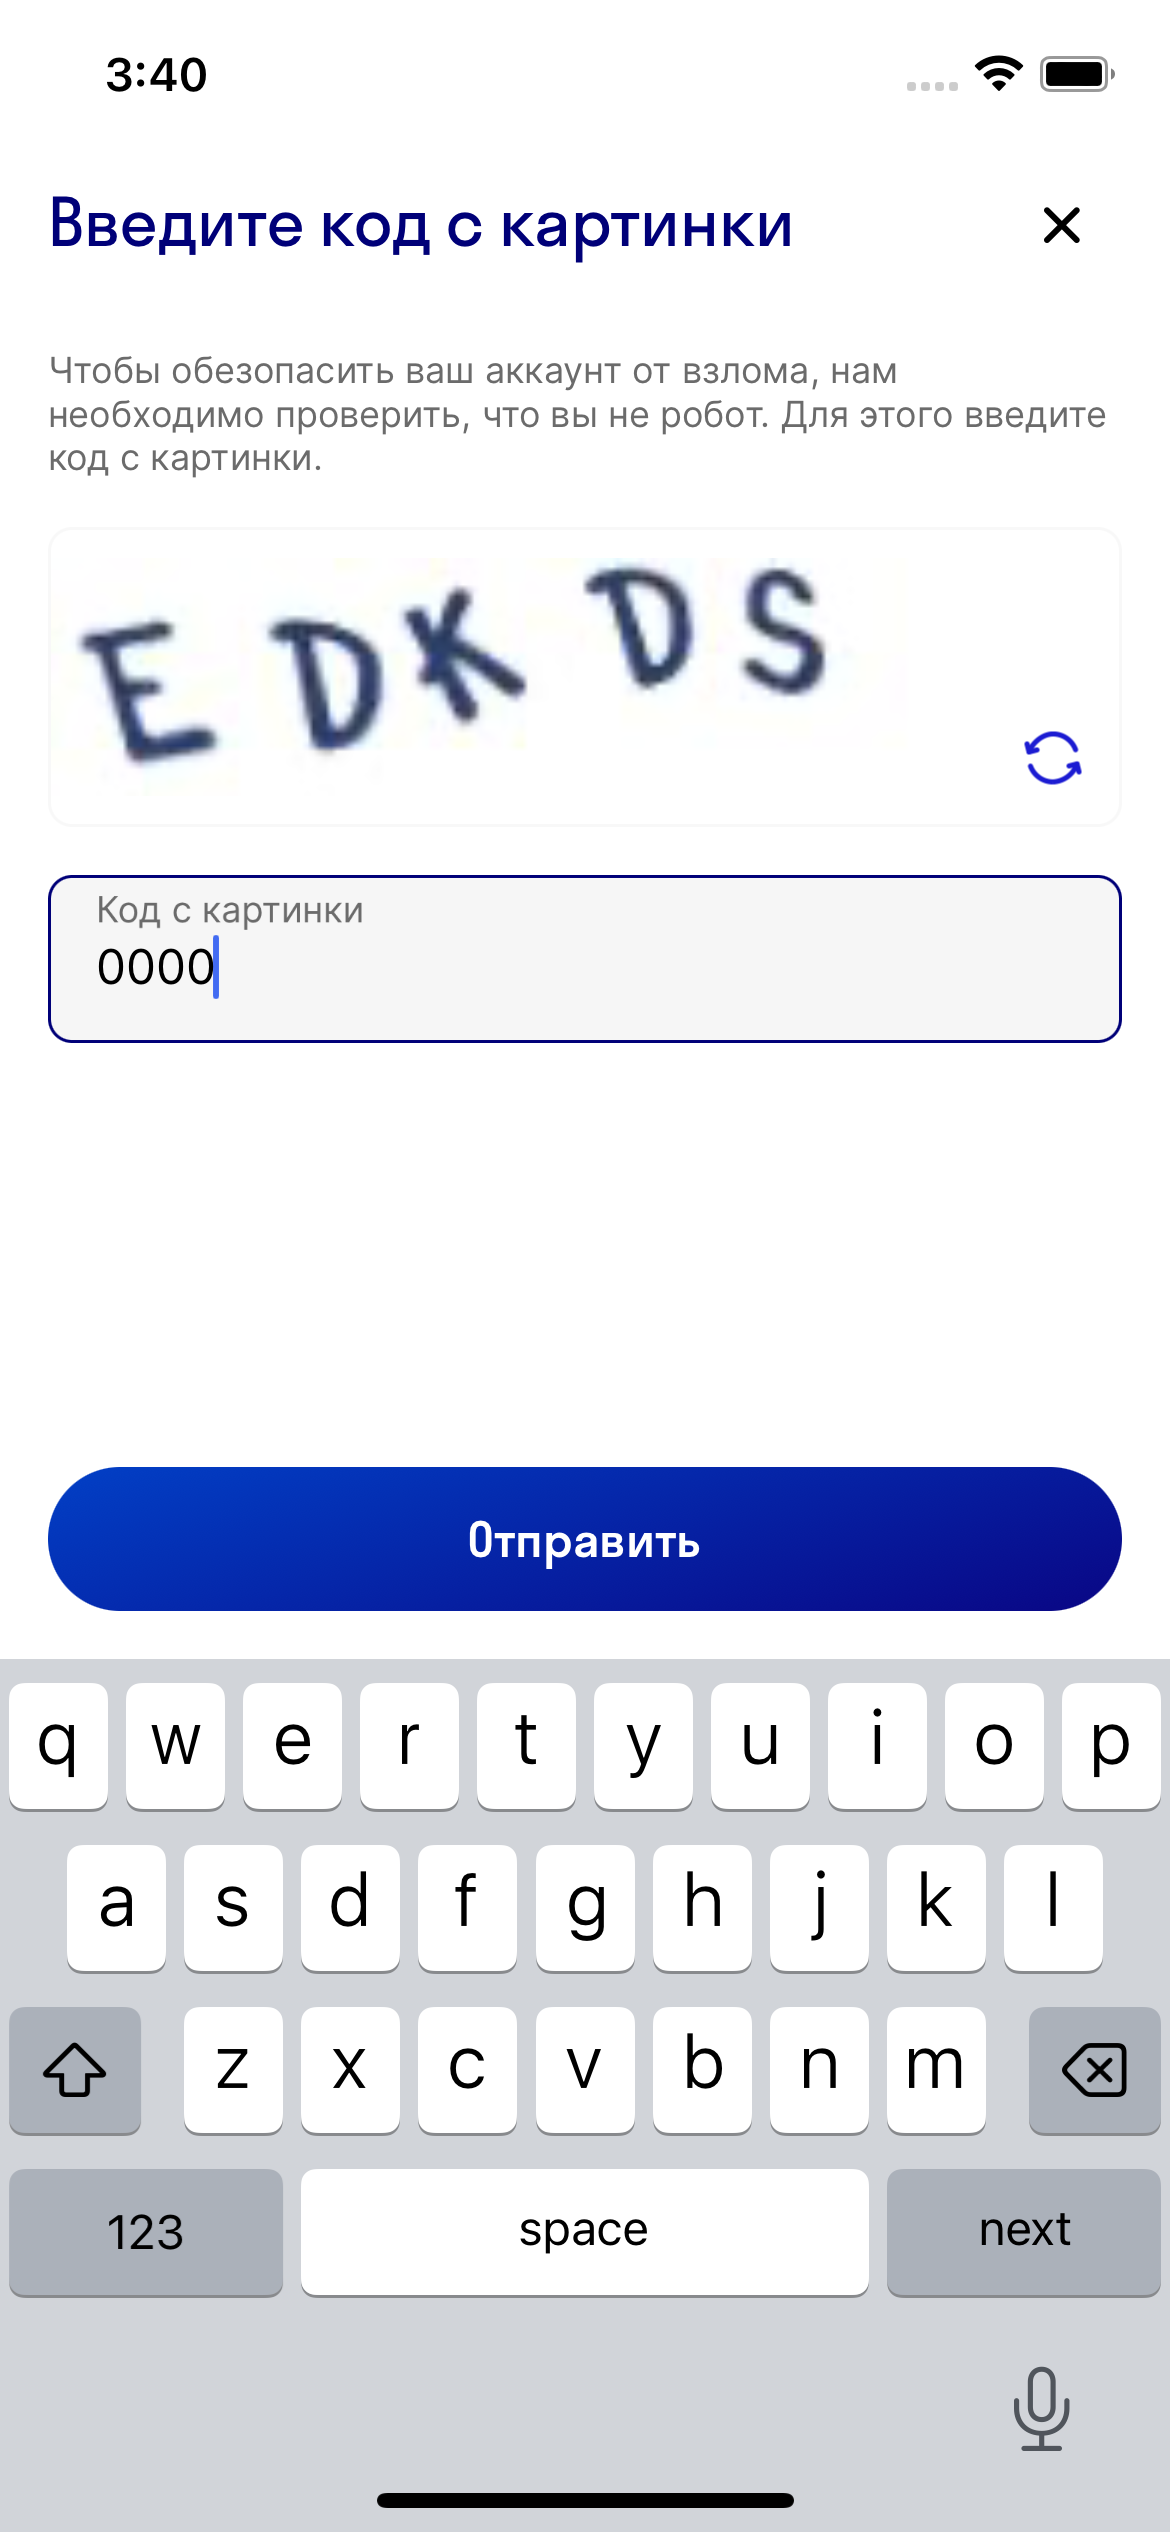 3:40
Введите код с картинки
Чтобы обезопасить ваш аккаунт от взлома, нам
необходимо проверить, что вы не робот. Для этого введите
код с картинки.
E D K D S
Код с картинки
0000
Отправить
q w e r t y u i o p
a s d f g h j k l
z x c v b n m
123 space next